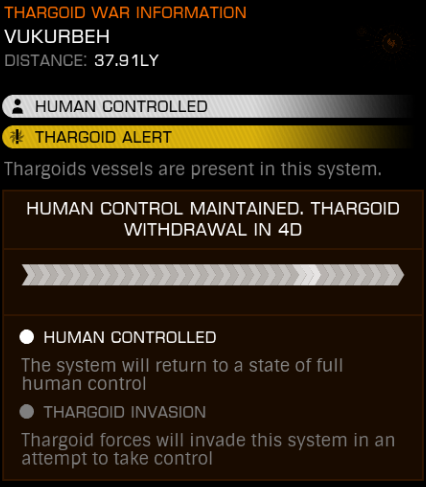 THARGOID WAR INFORMATION
VUKURBEH
DISTANCE: 37.91LY
HUMAN CONTROLLED
THARGOID ALERT
Thargoids vessels are present in this system.
HUMAN CONTROL MAINTAINED. THARGOID
WITHDRAWAL IN 4D
HUMAN CONTROLLED
The system will return to a state of full
human control
THARGOID INVASION
Thargoid forces will invade this system in an
attempt to take control